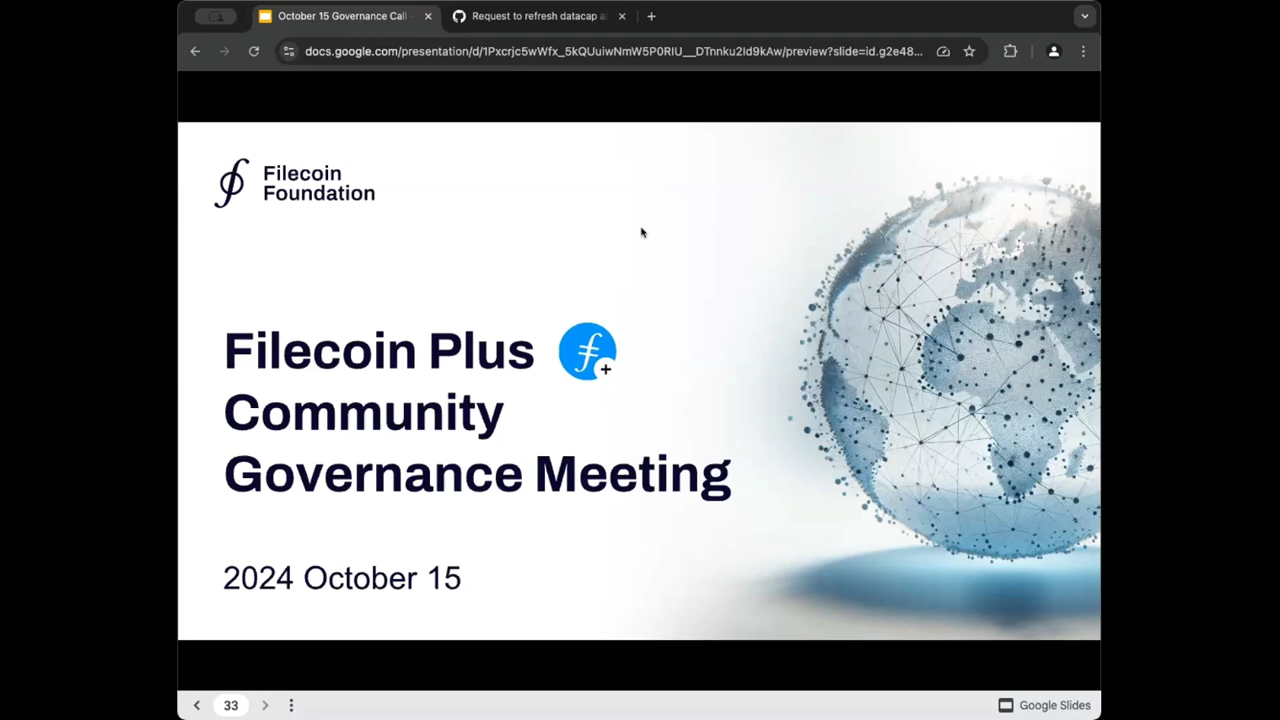 October 15 Governance Call
Request to refresh datacap al
docs.google.com/presentation/d/1Pxcrjc5wWfx_5kQUuiwNmW5P0RIU__DTnnku2Id9kAw/preview?slide=id.g2e48...
Filecoin
Foundation
Filecoin Plus
Community
Governance Meeting
2024 October 15
33
Google Slides